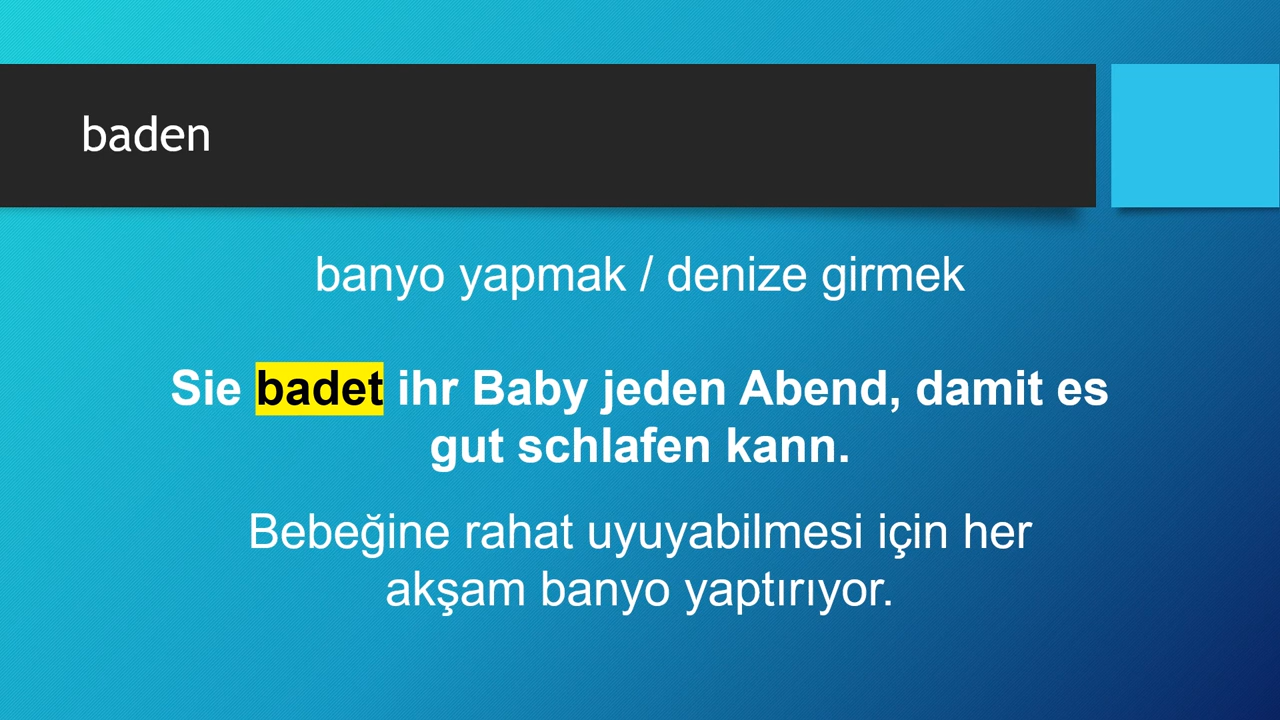 baden
banyo yapmak / denize girmek
Sie badet ihr Baby jeden Abend, damit es
gut schlafen kann.
Bebeğine rahat uyuyabilmesi için her
akşam banyo yaptırıyor.